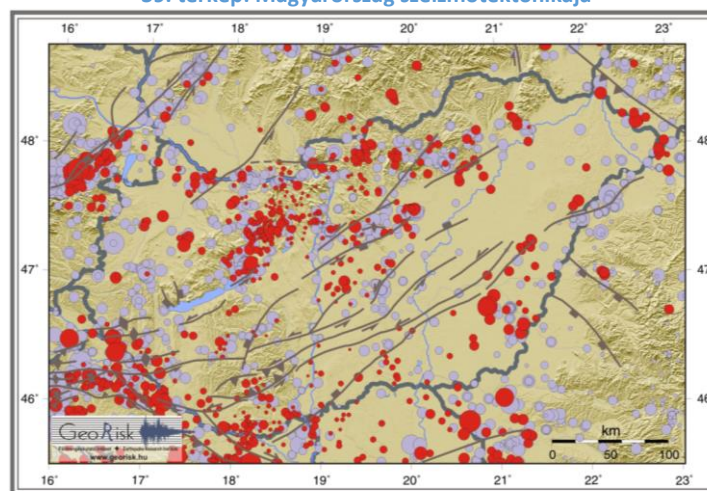 térkép: Magyarország szeizmotektonikája
16° 17° 18° 19° 20° 21° 22° 23°
48° 48°
47° 47°
46° 46°
GeoRisk
km
www.georisk.hu
0 50 100
16° 17° 18° 19° 20° 21° 22° 23°